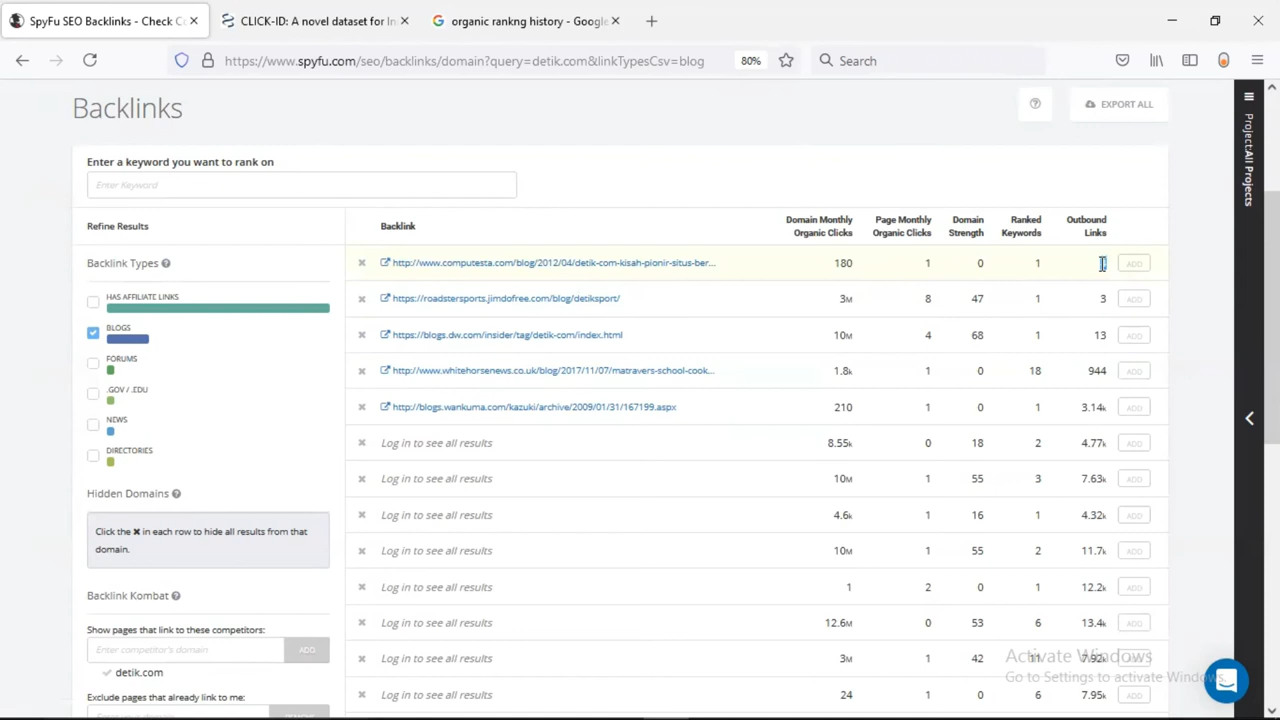 SpyFu SEO Backlinks - Check Co
CLICK-ID: A novel dataset for In
organic rankng history - Google
https://www.spyfu.com/seo/backlinks/domain?query=detik.com&linkTypesCsv=blog
80%
Search
Backlinks
EXPORT ALL
Project:All Projects
Enter a keyword you want to rank on
Enter Keyword
Refine Results
Backlink
Domain Monthly Organic Clicks
Page Monthly Organic Clicks
Domain Strength
Ranked Keywords
Outbound Links
Backlink Types
HAS AFFILIATE LINKS
BLOGS
FORUMS
.GOV / .EDU
NEWS
DIRECTORIES
Hidden Domains
Click the ✖ in each row to hide all results from that
domain.
Backlink Kombat
Show pages that link to these competitors:
Enter competitor's domain
ADD
detik.com
Exclude pages that already link to me:
http://www.computesta.com/blog/2012/04/detik-com-kisah-pionir-situs-ber... 180 1 0 1 ADD
https://roadstersports.jimdofree.com/blog/detiksport/ 3M 8 47 1 3 ADD
https://blogs.dw.com/insider/tag/detik-com/index.html 10M 4 68 1 13 ADD
http://www.whitehorsenews.co.uk/blog/2017/11/07/matravers-school-cook... 1.8k 1 0 18 944 ADD
http://blogs.wankuma.com/kazuki/archive/2009/01/31/167199.aspx 210 1 0 1 3.14k ADD
Log in to see all results 8.55k 0 18 2 4.77k ADD
Log in to see all results 10M 1 55 3 7.63k ADD
Log in to see all results 4.6k 0 16 1 4.32k ADD
Log in to see all results 10M 1 55 2 11.7k ADD
Log in to see all results 1 2 0 1 12.2k ADD
Log in to see all results 12.6M 0 53 6 13.4k ADD
Log in to see all results 3M 1 42 11 7.92k ADD
Log in to see all results 24 1 0 6 7.95k ADD
Activate Windows
Go to Settings to activate Windows.